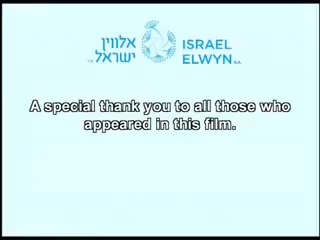 אלווין
ישראל
ISRAEL
ELWYN
A special thank you to all those who
appeared in this film.